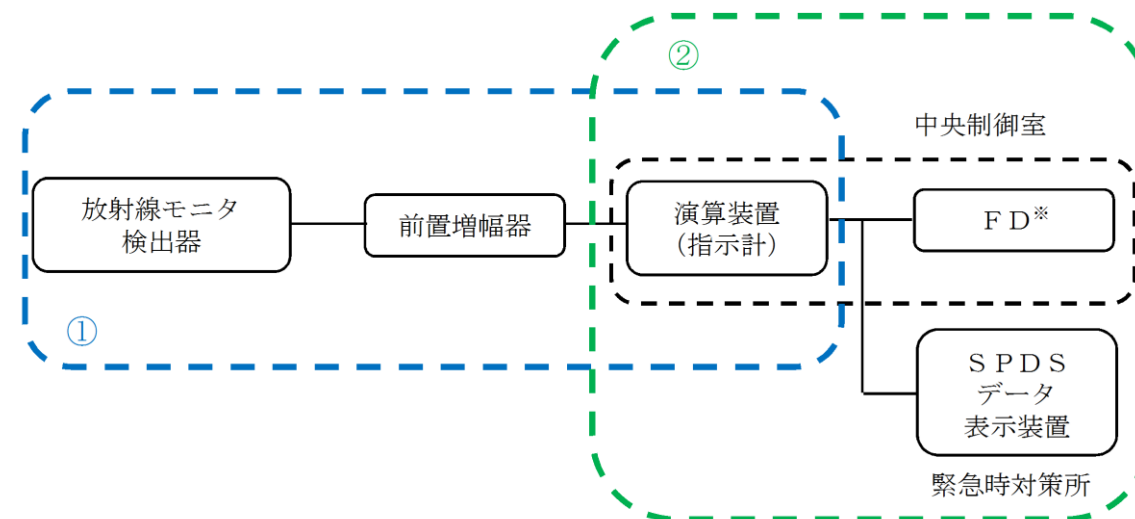 ②
中央制御室
放射線モニタ
検出器
前置増幅器
演算装置
(指示計)
ＦＤ※
①
ＳＰＤＳ
データ
表示装置
緊急時対策所